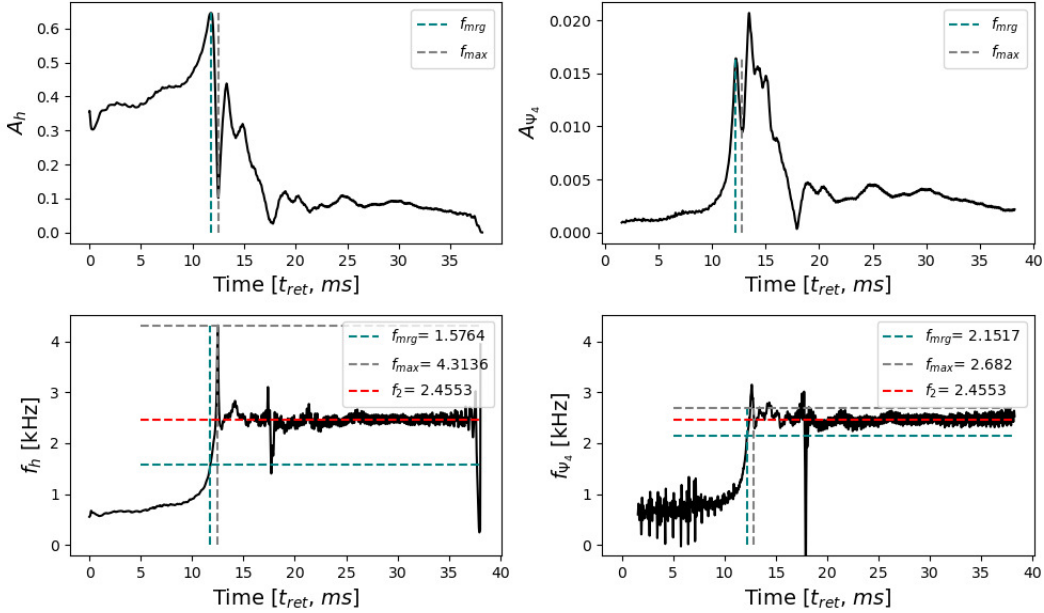 0.6
0.5
0.4
0.3
0.2
0.1
0.0
A_h
0 5 10 15 20 25 30 35
Time [t_ret, ms]
f_mrg
f_max
0.020
0.015
0.010
0.005
0.000
A_Ψ4
0 5 10 15 20 25 30 35 40
Time [t_ret, ms]
f_mrg
f_max
4
3
2
1
0
f_h [kHz]
0 5 10 15 20 25 30 35 40
Time [t_ret, ms]
f_mrg= 1.5764
f_max= 4.3136
f_2= 2.4553
4
3
2
1
0
f_Ψ4 [kHz]
0 5 10 15 20 25 30 35 40
Time [t_ret, ms]
f_mrg= 2.1517
f_max= 2.682
f_2= 2.4553